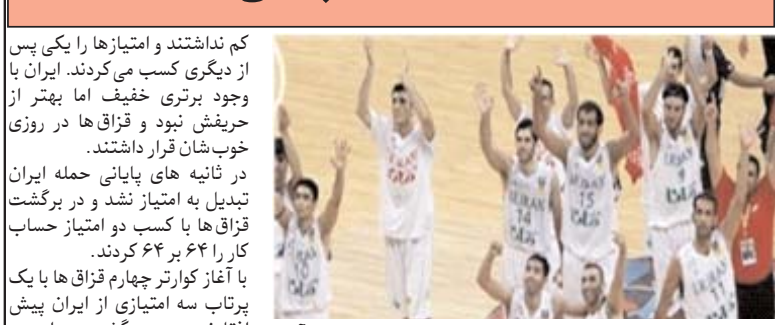 کم نداشتند و امتیازها را یکی پس
از دیگری کسب می‌کردند. ایران با
وجود برتری خفیف اما بهتر از
حریفش نبود و قزاق‌ها در روزی
خوب‌شان قرار داشتند.
در ثانیه های پایانی حمله ایران
تبدیل به امتیاز نشد و در برگشت
قزاق‌ها با کسب دو امتیاز حساب
کار را ۶۴ بر ۶۴ کردند.
با آغاز کوارتر چهارم قزاق‌ها با یک
پرتاب سه امتیازی از ایران پیش
IRAN
14
IRAN
15
9
11
10